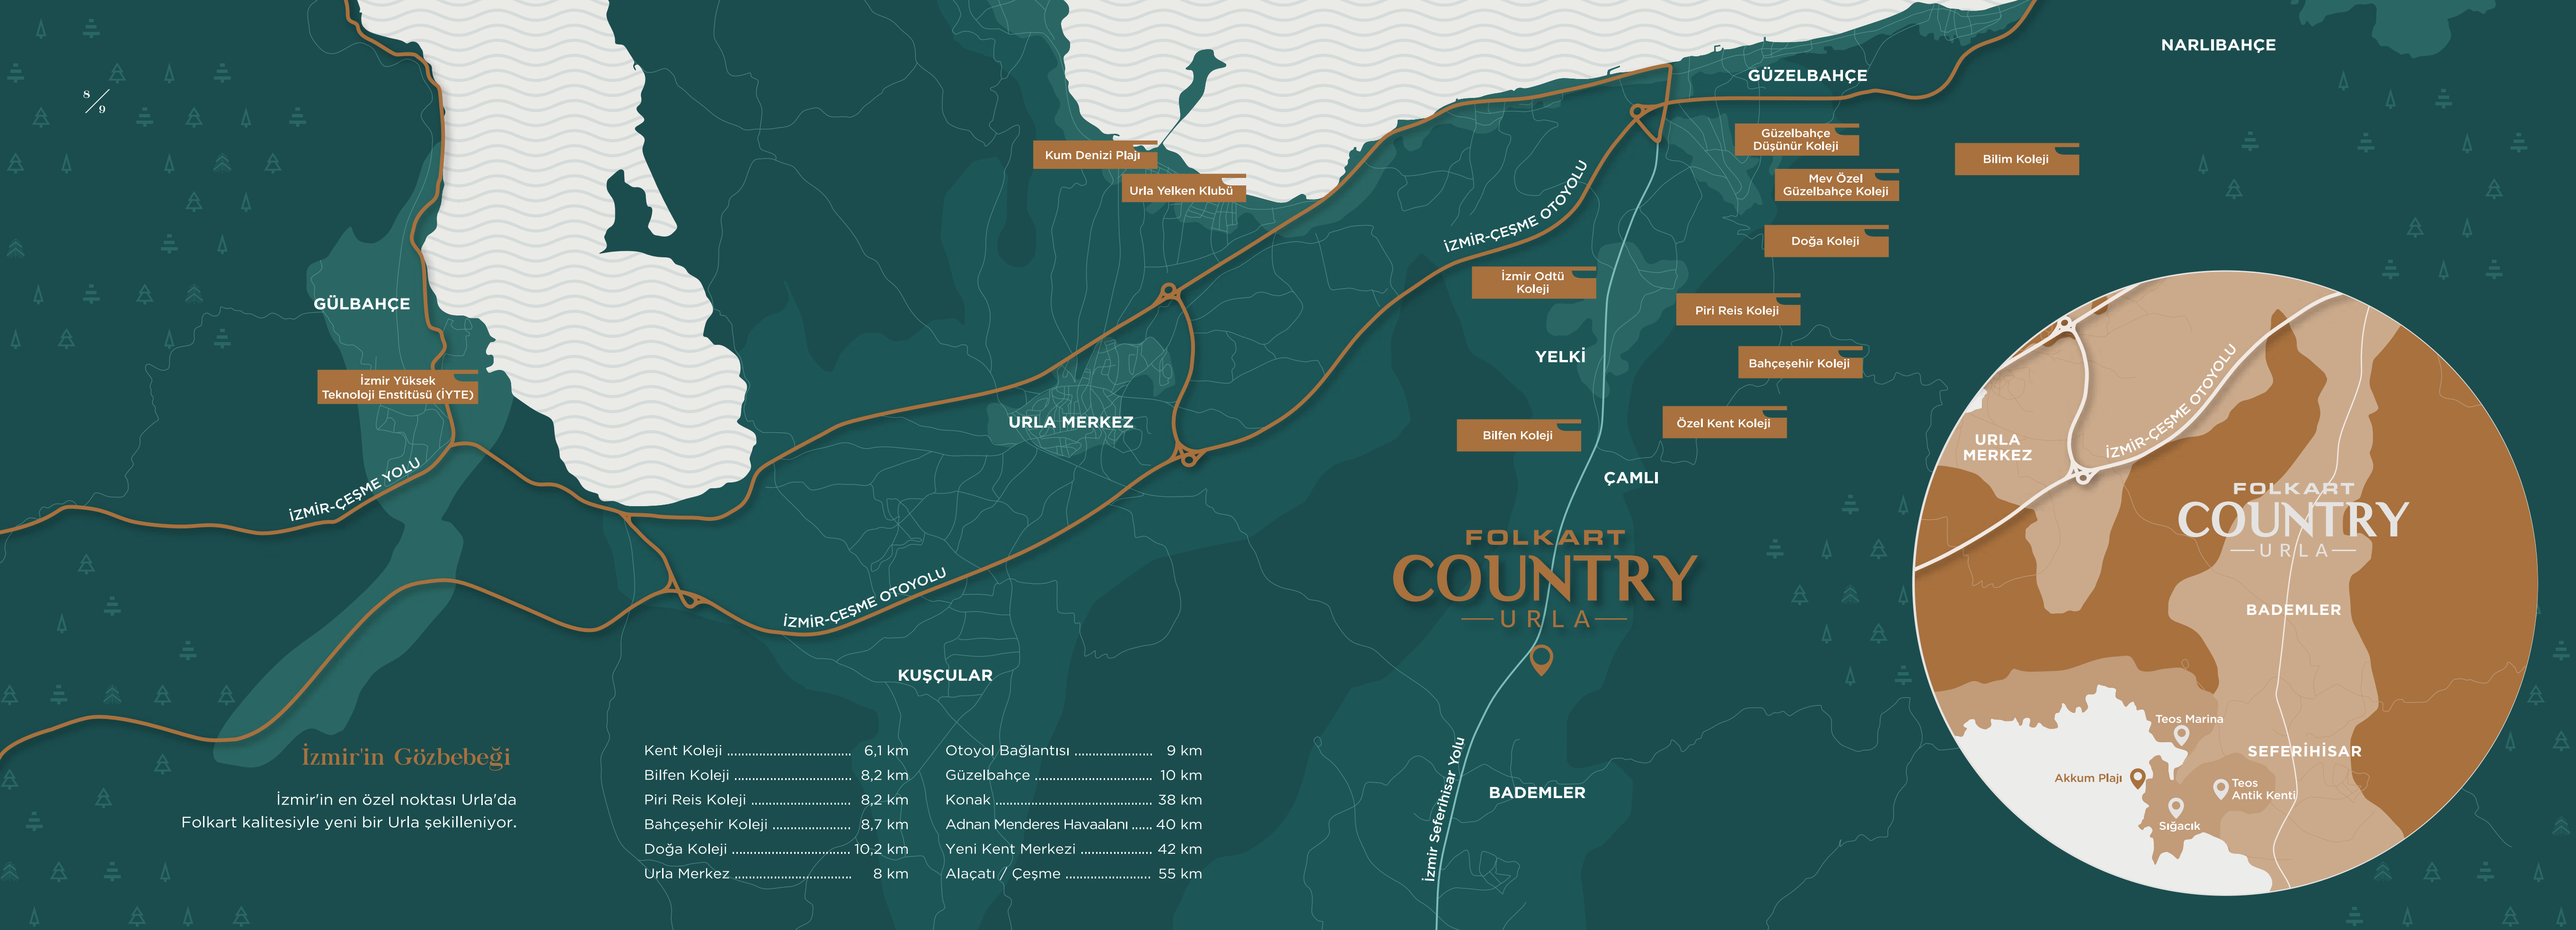 8
9
NARLIBAHÇE
GÜZELBAHÇE
Güzelbahçe
Düşünür Koleji
Bilim Koleji
Kum Denizi Plajı
Urla Yelken Klubü
Mev Özel
Güzelbahçe Koleji
İZMİR-ÇEŞME OTOYOLU
Doğa Koleji
İzmir Odtü
Koleji
GÜLBAHÇE
Piri Reis Koleji
YELKİ
Bahçeşehir Koleji
İzmir Yüksek
Teknoloji Enstitüsü (İYTE)
URLA MERKEZ
Özel Kent Koleji
Bilfen Koleji
İZMİR-ÇEŞME YOLU
ÇAMLI
FOLKART
COUNTRY
URLA
İZMİR-ÇEŞME OTOYOLU
KUŞÇULAR
BADEMLER
İzmir Seferihisar Yolu
İzmir'in Gözbebeği
İzmir'in en özel noktası Urla'da
Folkart kalitesiyle yeni bir Urla şekilleniyor.
Kent Koleji .................................. 6,1 km
Bilfen Koleji ................................ 8,2 km
Piri Reis Koleji ........................... 8,2 km
Bahçeşehir Koleji ..................... 8,7 km
Doğa Koleji ................................ 10,2 km
Urla Merkez ................................ 8 km
Otoyol Bağlantısı ..................... 9 km
Güzelbahçe ................................ 10 km
Konak ........................................... 38 km
Adnan Menderes Havaalanı ...... 40 km
Yeni Kent Merkezi ................... 42 km
Alaçatı / Çeşme ....................... 55 km
İZMİR-ÇEŞME OTOYOLU
URLA
MERKEZ
FOLKART
COUNTRY
URLA
BADEMLER
Teos Marina
SEFERİHİSAR
Akkum Plajı
Teos
Antik Kenti
Sığacık